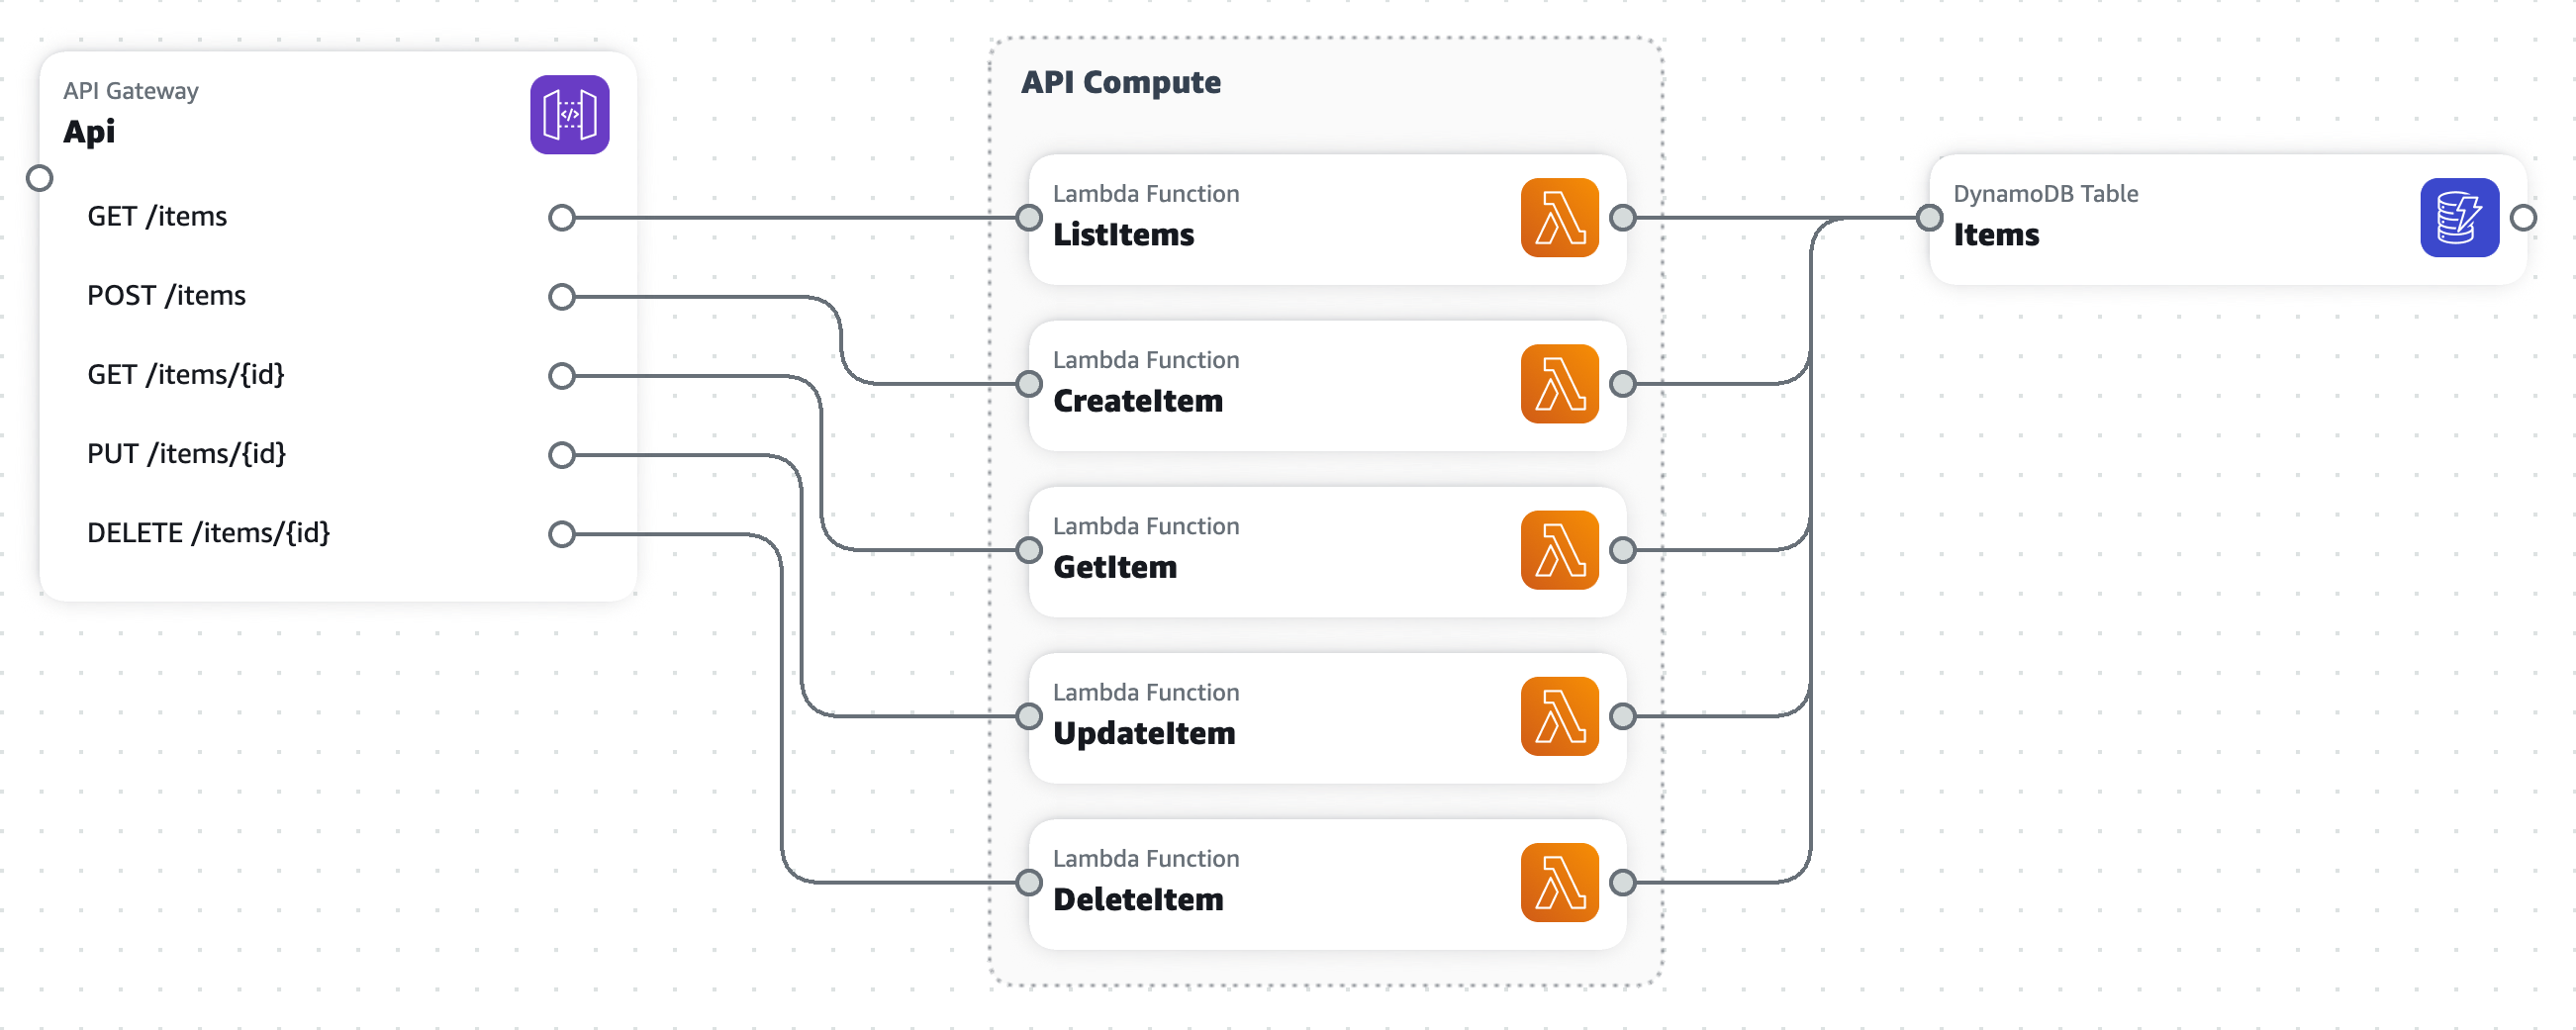 API Gateway
Api
GET /items
POST /items
GET /items/{id}
PUT /items/{id}
DELETE /items/{id}
API Compute
Lambda Function
ListItems
Lambda Function
CreateItem
Lambda Function
GetItem
Lambda Function
UpdateItem
Lambda Function
DeleteItem
DynamoDB Table
Items